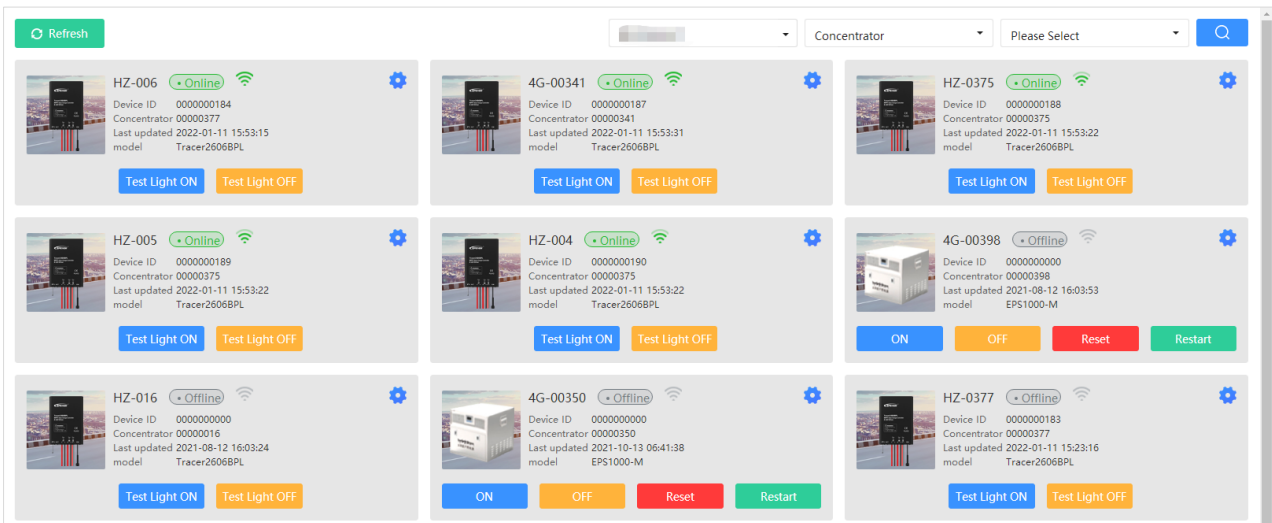 Refresh
Concentrator
Please Select
HZ-006 • Online
Device ID 0000000184
Concentrator 00000377
Last updated 2022-01-11 15:53:15
model Tracer2606BPL
Test Light ON Test Light OFF
4G-00341 • Online
Device ID 0000000187
Concentrator 00000341
Last updated 2022-01-11 15:53:31
model Tracer2606BPL
Test Light ON Test Light OFF
HZ-0375 • Online
Device ID 0000000188
Concentrator 00000375
Last updated 2022-01-11 15:53:22
model Tracer2606BPL
Test Light ON Test Light OFF
HZ-005 • Online
Device ID 0000000189
Concentrator 00000375
Last updated 2022-01-11 15:53:22
model Tracer2606BPL
Test Light ON Test Light OFF
HZ-004 • Online
Device ID 0000000190
Concentrator 00000375
Last updated 2022-01-11 15:53:22
model Tracer2606BPL
Test Light ON Test Light OFF
4G-00398 • Offline
Device ID 0000000000
Concentrator 00000398
Last updated 2021-08-12 16:03:53
model EPS1000-M
ON OFF Reset Restart
HZ-016 • Offline
Device ID 0000000000
Concentrator 00000016
Last updated 2021-08-12 16:03:24
model Tracer2606BPL
Test Light ON Test Light OFF
4G-00350 • Offline
Device ID 0000000000
Concentrator 00000350
Last updated 2021-10-13 06:41:38
model EPS1000-M
ON OFF Reset Restart
HZ-0377 • Offline
Device ID 0000000183
Concentrator 00000377
Last updated 2022-01-11 15:23:16
model Tracer2606BPL
Test Light ON Test Light OFF